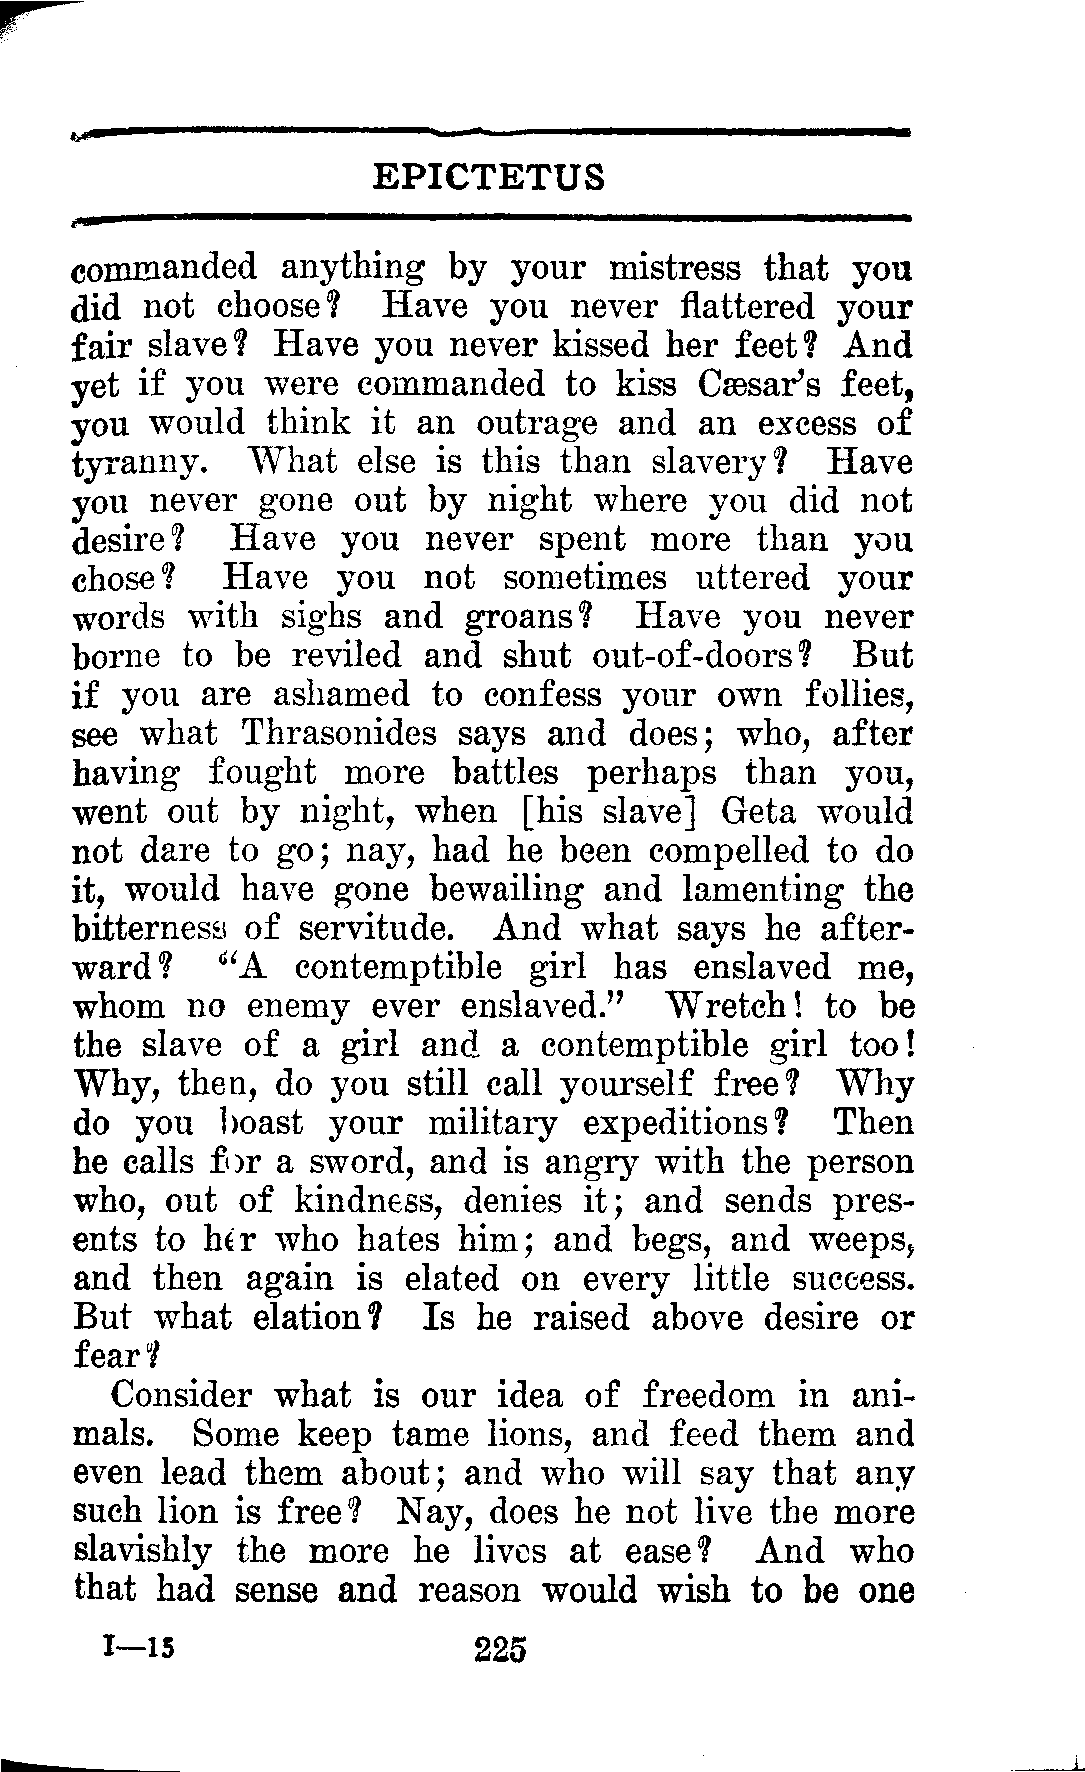 EPICTETUS
commanded anything by your mistress that you
did not choose? Have you never flattered your
fair slave? Have you never kissed her feet? And
yet if you were commanded to kiss Cæsar's feet,
you would think it an outrage and an excess of
tyranny. What else is this than slavery? Have
you never gone out by night where you did not
desire? Have you never spent more than you
chose? Have you not sometimes uttered your
words with sighs and groans? Have you never
borne to be reviled and shut out-of-doors? But
if you are ashamed to confess your own follies,
see what Thrasonides says and does; who, after
having fought more battles perhaps than you,
went out by night, when [his slave] Geta would
not dare to go; nay, had he been compelled to do
it, would have gone bewailing and lamenting the
bitterness of servitude. And what says he after-
ward? "A contemptible girl has enslaved me,
whom no enemy ever enslaved." Wretch! to be
the slave of a girl and a contemptible girl too!
Why, then, do you still call yourself free? Why
do you boast your military expeditions? Then
he calls for a sword, and is angry with the person
who, out of kindness, denies it; and sends pres-
ents to her who hates him; and begs, and weeps,
and then again is elated on every little success.
But what elation? Is he raised above desire or
fear?
Consider what is our idea of freedom in ani-
mals. Some keep tame lions, and feed them and
even lead them about; and who will say that any
such lion is free? Nay, does he not live the more
slavishly the more he lives at ease? And who
that had sense and reason would wish to be one
I—15 225